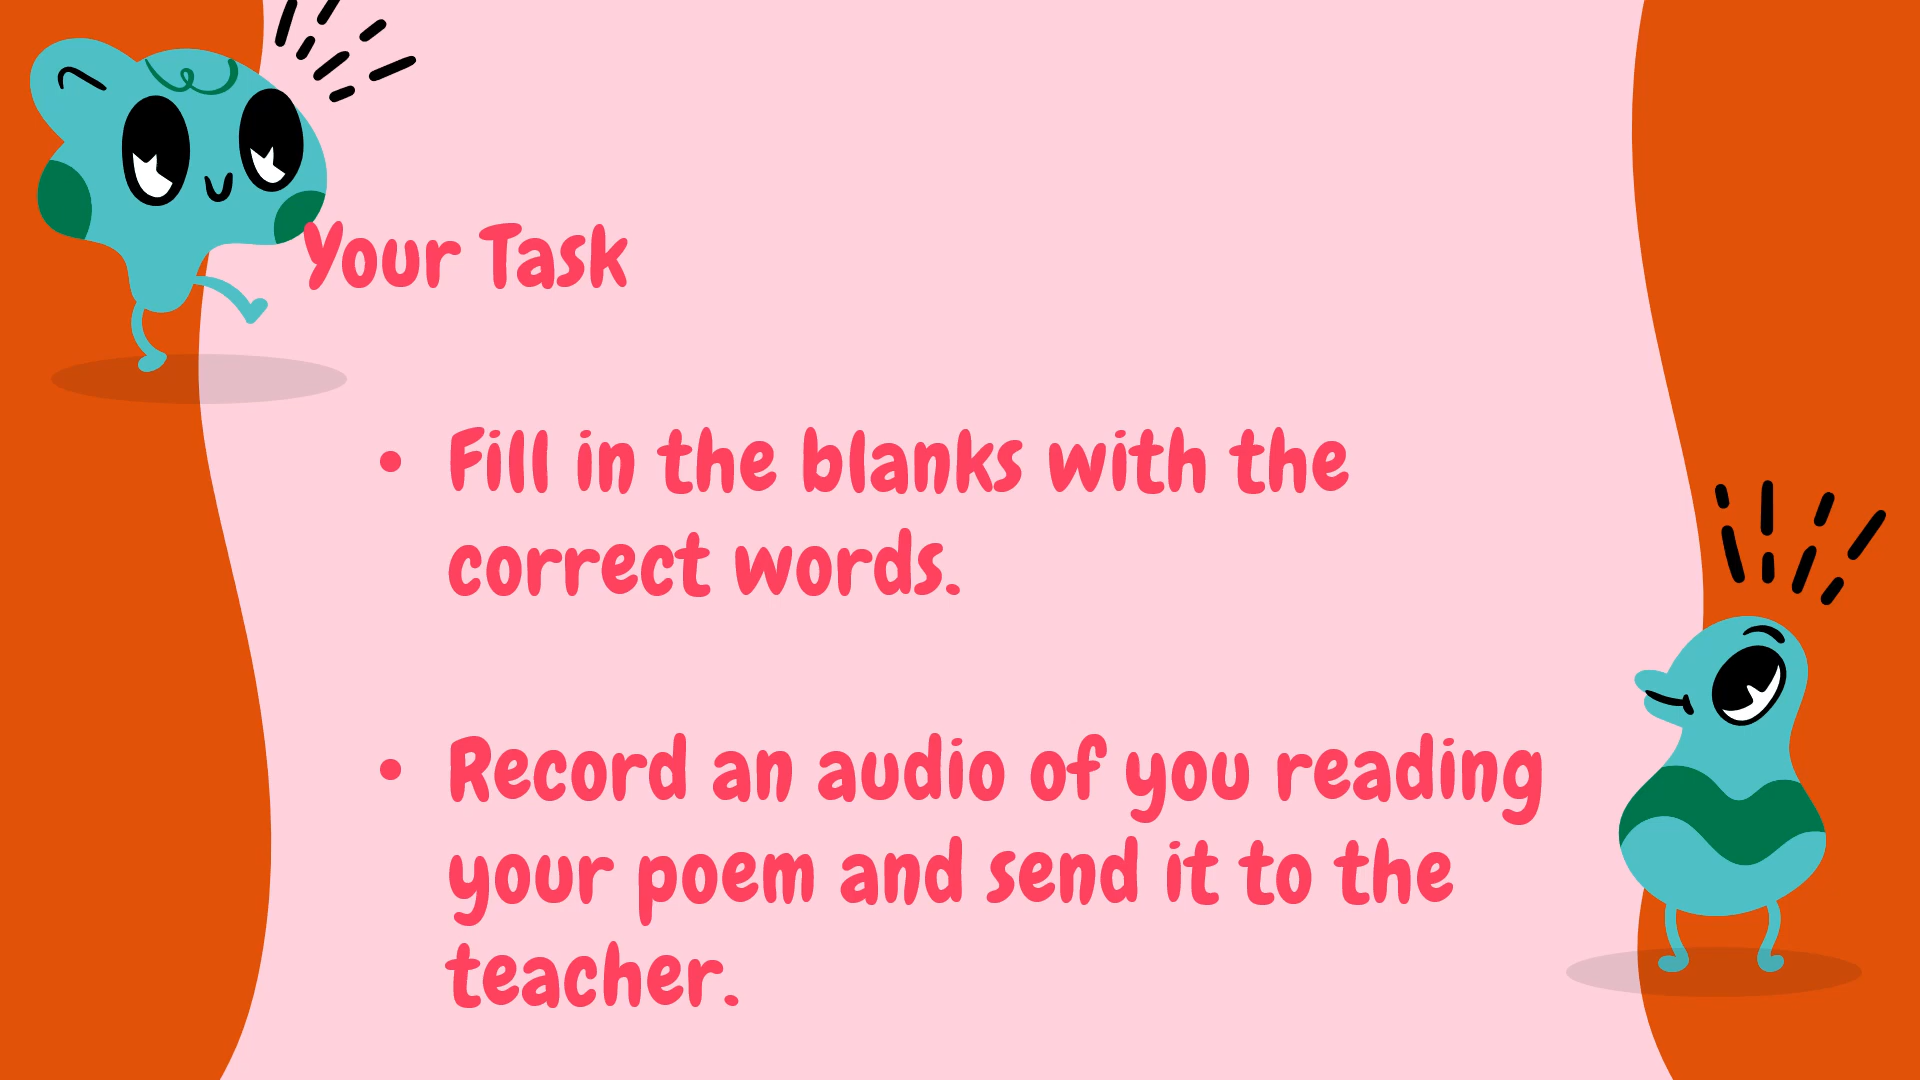 Your Task
• Fill in the blanks with the
correct words.
• Record an audio of you reading
your poem and send it to the
teacher.